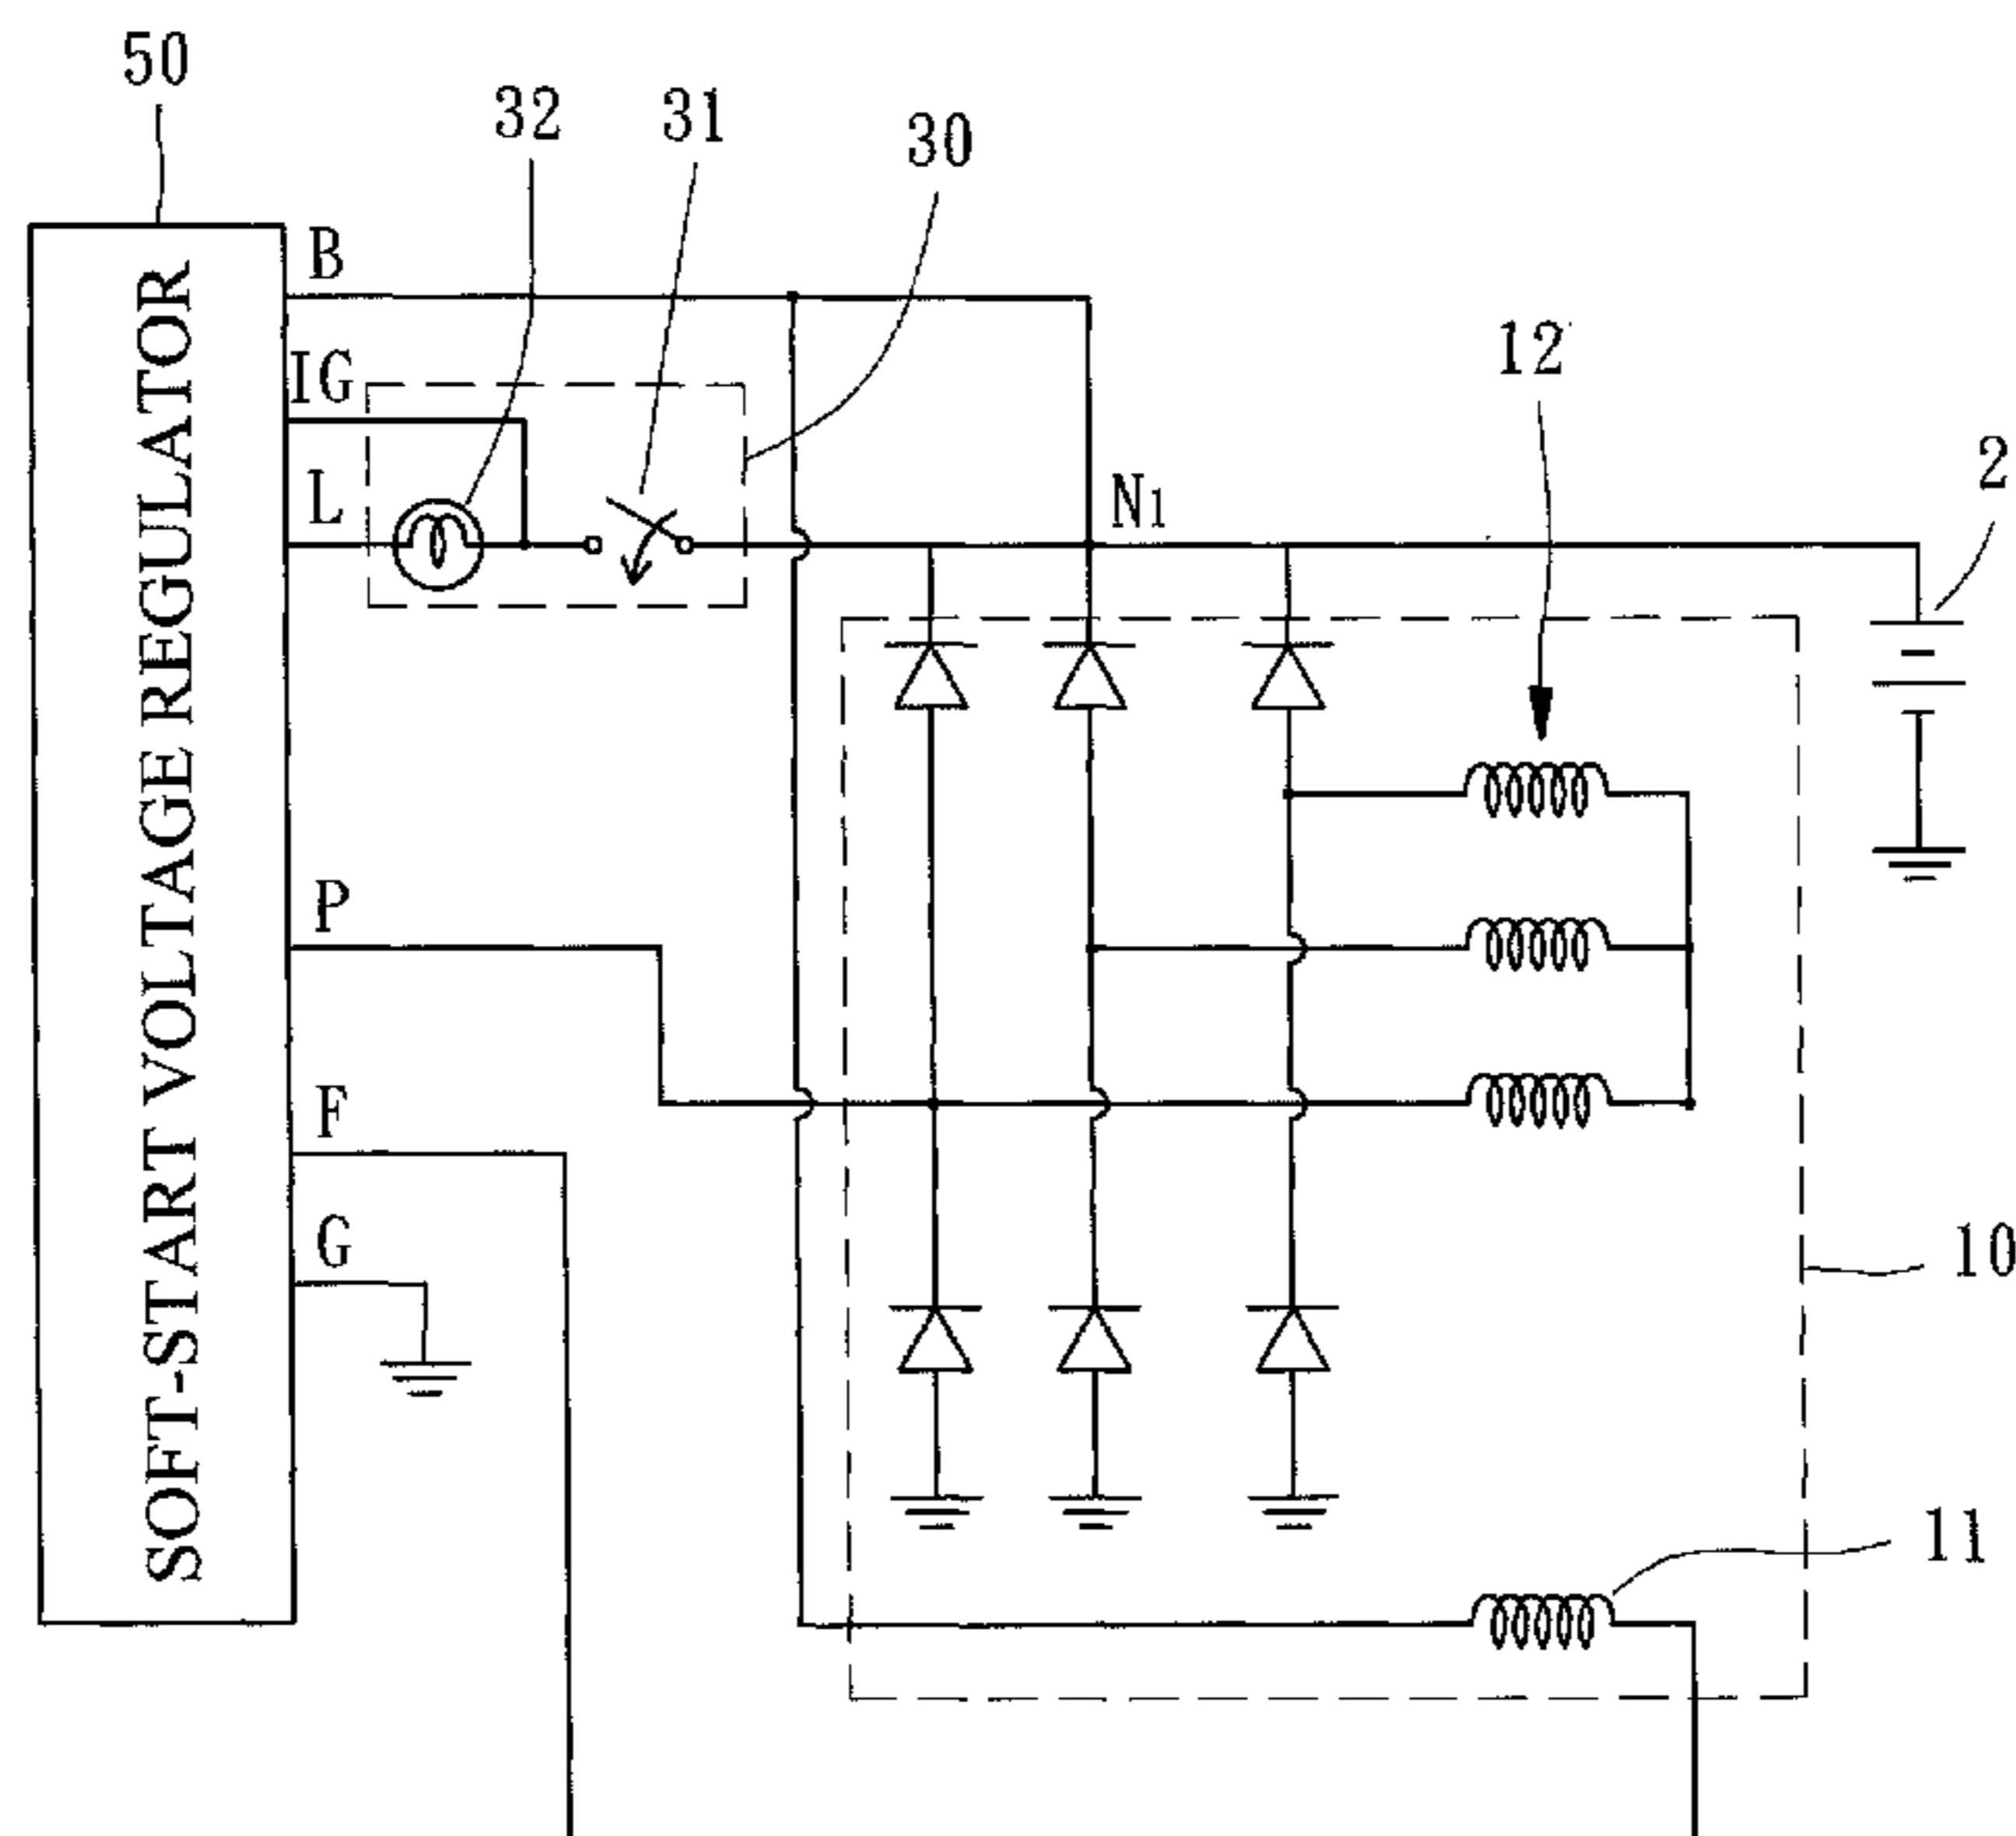 50
32
31
30
B
IG
12
L
N1
2
SOFT-START VOLTAGE REGULATOR
P
F
G
10
11